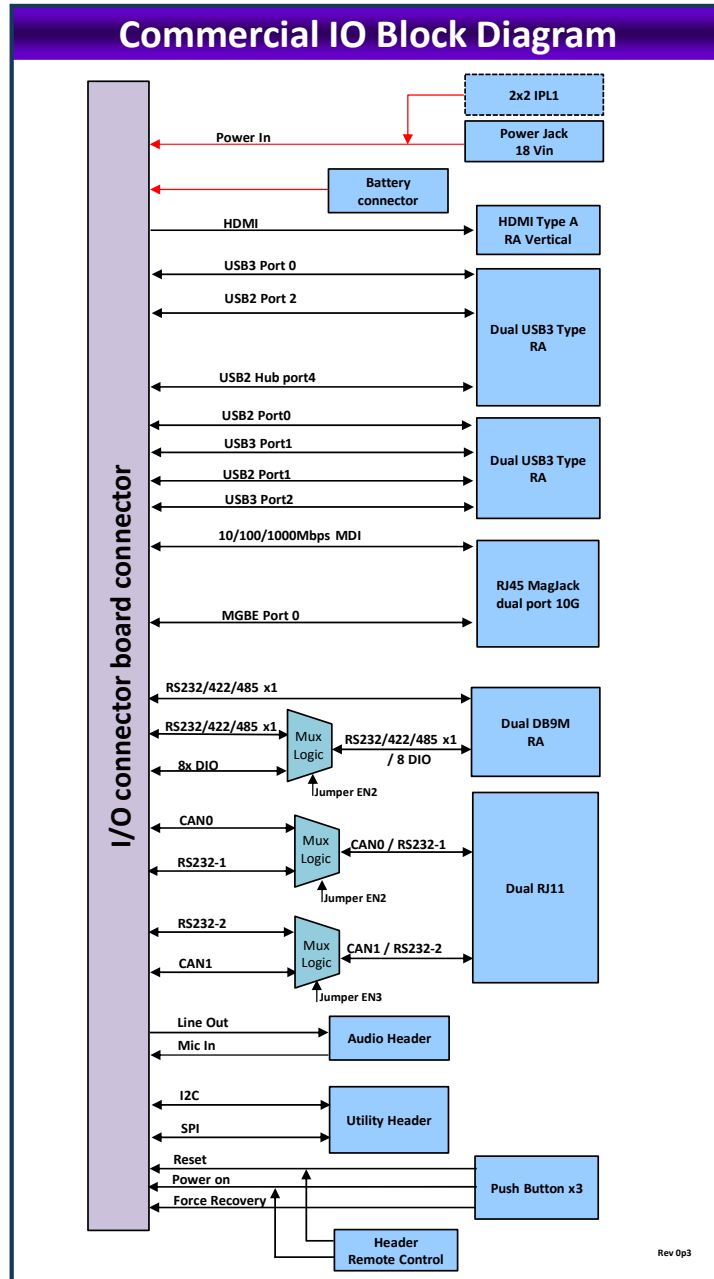 Commercial IO Block Diagram
I/O connector board connector
2x2 IPL1
Power In
Power Jack
18 Vin
Battery
connector
HDMI
HDMI Type A
RA Vertical
USB3 Port 0
USB2 Port 2
Dual USB3 Type
RA
USB2 Hub port4
USB2 Port0
USB3 Port1
Dual USB3 Type
RA
USB2 Port1
USB3 Port2
10/100/1000Mbps MDI
RJ45 MagJack
dual port 10G
MGBE Port 0
RS232/422/485 x1
Dual DB9M
RA
RS232/422/485 x1
Mux
Logic
RS232/422/485 x1
/ 8 DIO
8x DIO
Jumper EN2
CAN0
Mux
Logic
CAN0 / RS232-1
RS232-1
Jumper EN2
Dual RJ11
RS232-2
Mux
Logic
CAN1 / RS232-2
CAN1
Jumper EN3
Line Out
Audio Header
Mic In
I2C
Utility Header
SPI
Reset
Power on
Push Button x3
Force Recovery
Header
Remote Control
Rev 0p3